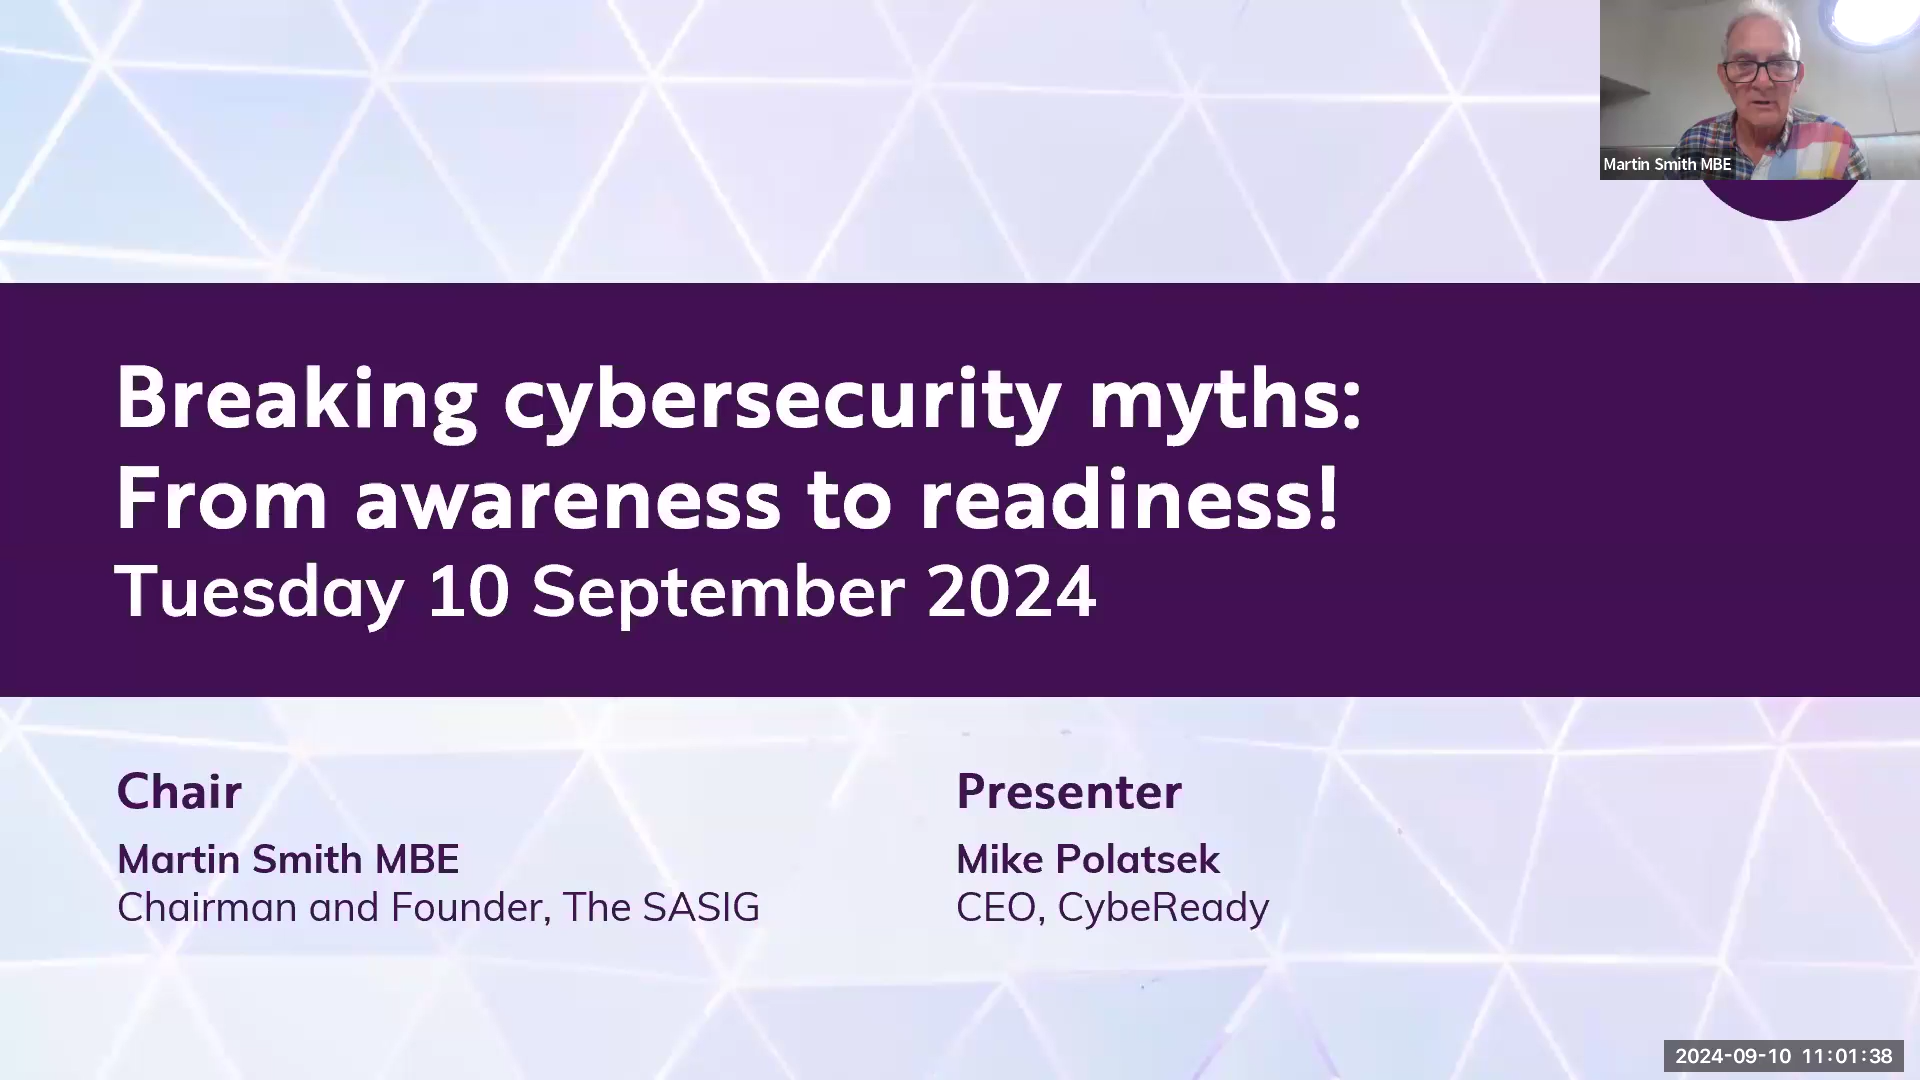 Martin Smith MBE
Breaking cybersecurity myths:
From awareness to readiness!
Tuesday 10 September 2024
Chair
Martin Smith MBE
Chairman and Founder, The SASIG
Presenter
Mike Polatsek
CEO, CybeReady
2024-09-10 11:01:38